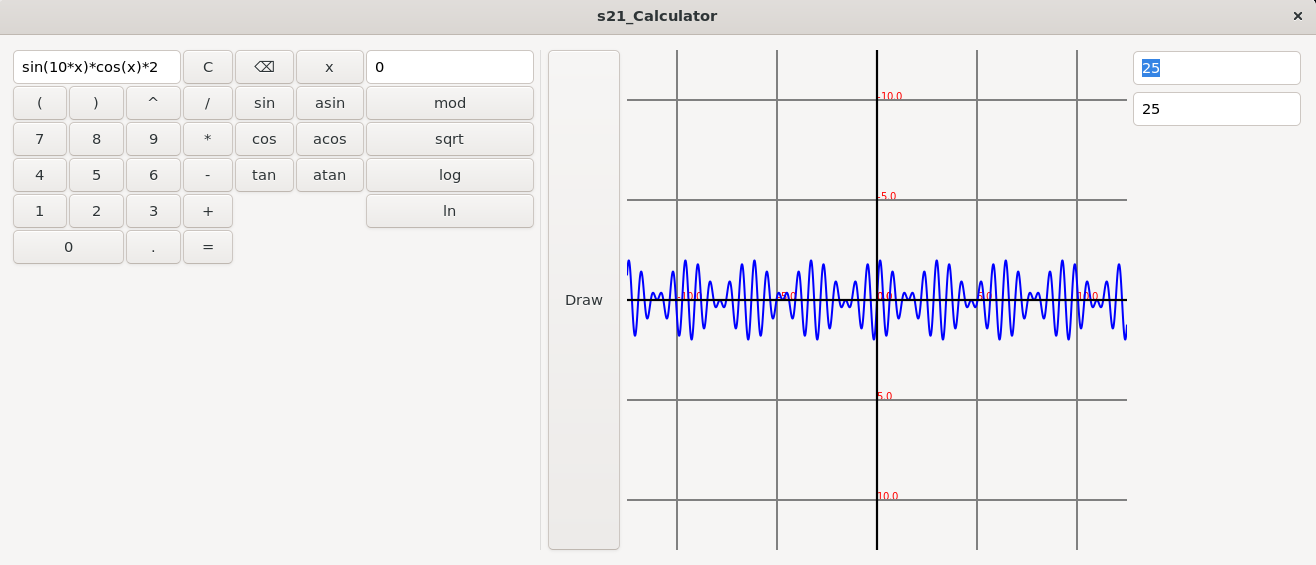 s21_Calculator ×
sin(10*x)*cos(x)*2 C ⌫ x 0
( ) ^ / sin asin mod
7 8 9 * cos acos sqrt
4 5 6 - tan atan log
1 2 3 + ln
0 . =
Draw
-10.0
-5.0
-10.0 -5.0 0.0 5.0 10.0
5.0
10.0
25
25